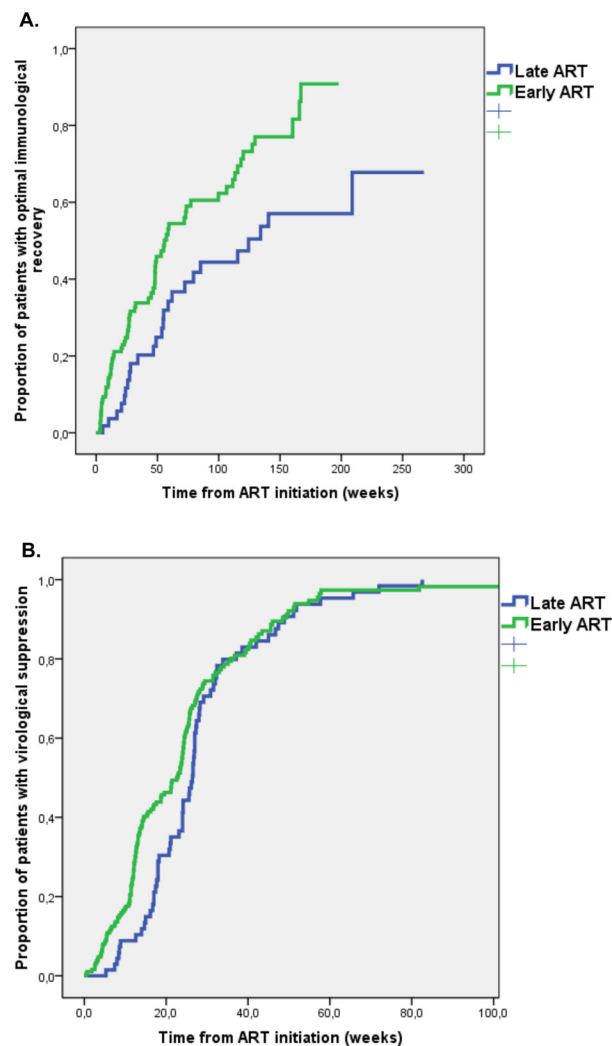 A.
Proportion of patients with optimal immunological
recovery
1,0
0,8
0,6
0,4
0,2
0,0
0
50
100
150
200
250
300
Time from ART initiation (weeks)
Late ART
Early ART
B.
Proportion of patients with virological suppression
1,0
0,8
0,6
0,4
0,2
0,0
0,0
20,0
40,0
60,0
80,0
100,0
Time from ART initiation (weeks)
Late ART
Early ART